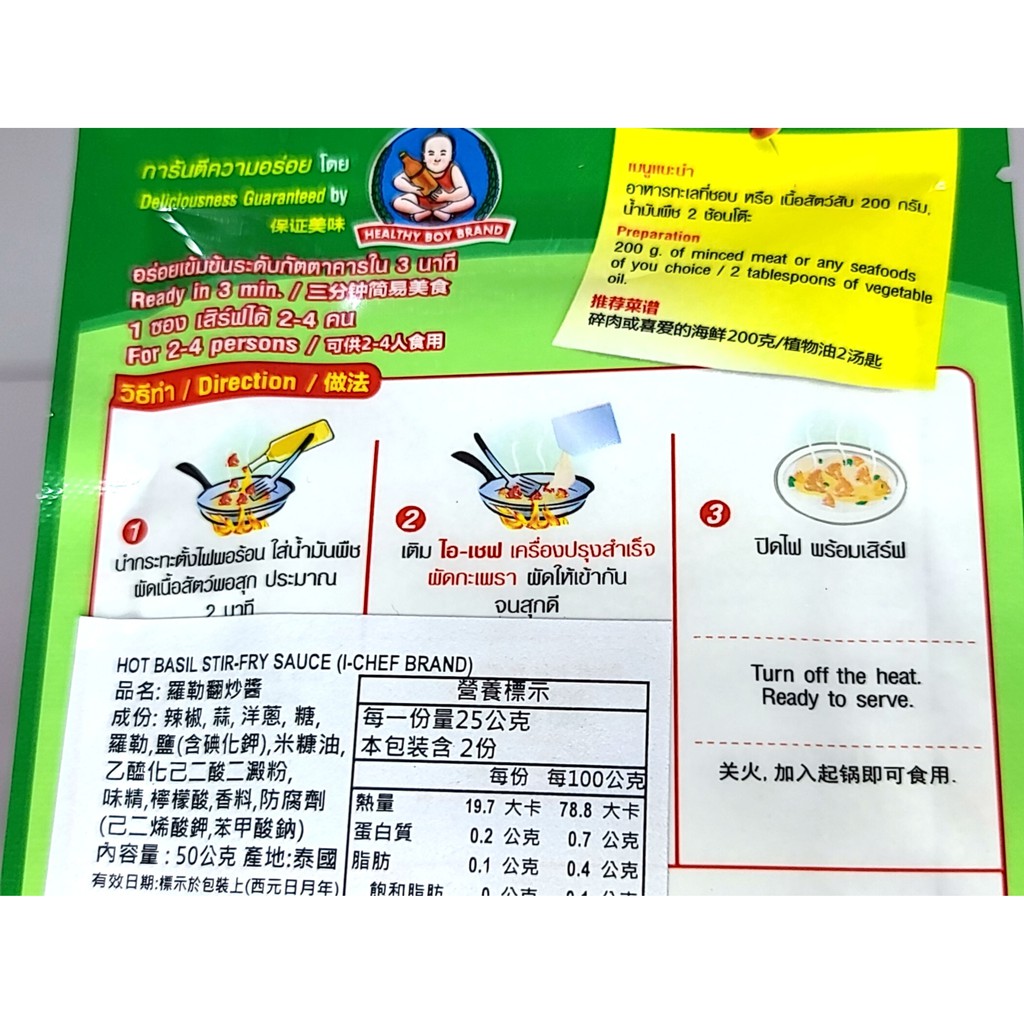 การันตีความอร่อย โดย
Deliciousness Guaranteed by
保证美味
HEALTHY BOY BRAND
อร่อยเข้มข้นระดับภัตตาคารใน 3 นาที
Ready in 3 min. / 三分钟简易美食
1 ซอง เสิร์ฟได้ 2-4 คน
For 2-4 persons / 可供2-4人食用
เมนูแนะนำ
อาหารทะเลที่ชอบ หรือ เนื้อสัตว์สับ 200 กรัม,
น้ำมันพืช 2 ช้อนโต๊ะ
Preparation
200 g. of minced meat or any seafoods
of you choice / 2 tablespoons of vegetable
oil.
推荐菜谱
碎肉或喜爱的海鲜200克/植物油2汤匙
วิธีทำ / Direction / 做法
1
นำกระทะตั้งไฟพอร้อน ใส่น้ำมันพืช
ผัดเนื้อสัตว์พอสุก ประมาณ
2 นาที
2
เติม ไอ-เชฟ เครื่องปรุงสำเร็จ
ผัดกะเพรา ผัดให้เข้ากัน
จนสุกดี
3
ปิดไฟ พร้อมเสิร์ฟ
Turn off the heat.
Ready to serve.
关火, 加入起锅即可食用.
HOT BASIL STIR-FRY SAUCE (I-CHEF BRAND)
品名: 羅勒翻炒醬
成份: 辣椒, 蒜, 洋蔥, 糖,
羅勒,鹽(含碘化鉀),米糠油,
乙醯化己二酸二澱粉,
味精,檸檬酸,香料,防腐劑
(己二烯酸鉀,苯甲酸鈉)
內容量 : 50公克 產地:泰國
有效日期:標示於包裝上(西元日月年)
營養標示
每一份量25公克
本包裝含 2份
每份 每100公克
熱量 19.7 大卡 78.8 大卡
蛋白質 0.2 公克 0.7 公克
脂肪 0.1 公克 0.4 公克
飽和脂肪 0 公克 0.1 公克